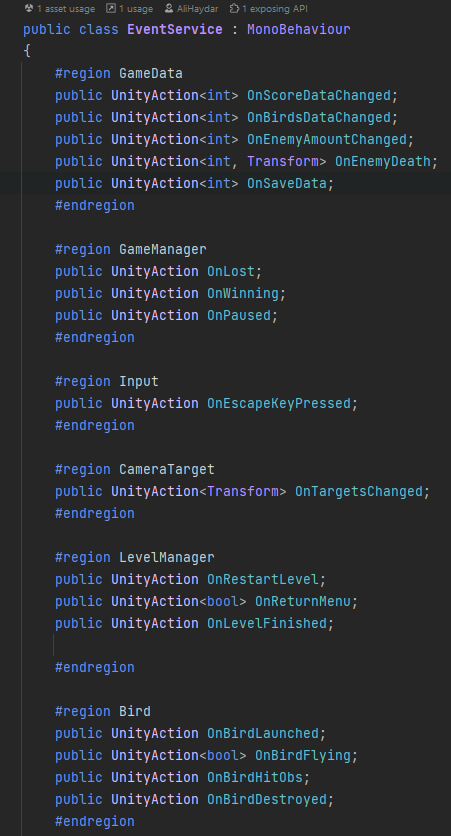 1 asset usage 1 usage AliHaydar 1 exposing API
public class EventService : MonoBehaviour
{
#region GameData
public UnityAction<int> OnScoreDataChanged;
public UnityAction<int> OnBirdsDataChanged;
public UnityAction<int> OnEnemyAmountChanged;
public UnityAction<int, Transform> OnEnemyDeath;
public UnityAction<int> OnSaveData;
#endregion
#region GameManager
public UnityAction OnLost;
public UnityAction OnWinning;
public UnityAction OnPaused;
#endregion
#region Input
public UnityAction OnEscapeKeyPressed;
#endregion
#region CameraTarget
public UnityAction<Transform> OnTargetsChanged;
#endregion
#region LevelManager
public UnityAction OnRestartLevel;
public UnityAction<bool> OnReturnMenu;
public UnityAction OnLevelFinished;
#endregion
#region Bird
public UnityAction OnBirdLaunched;
public UnityAction<bool> OnBirdFlying;
public UnityAction OnBirdHitObs;
public UnityAction OnBirdDestroyed;
#endregion